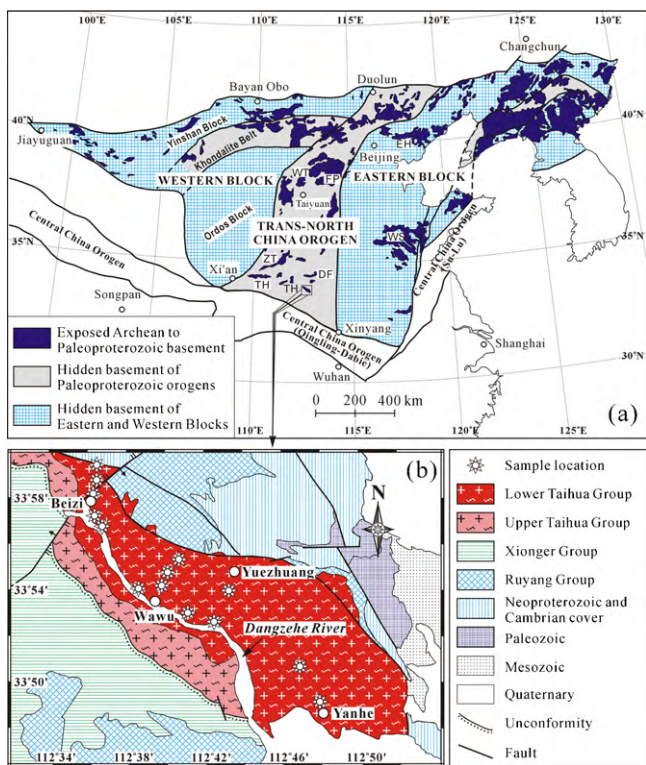 100°E
105°E
110°E
115°E
120°E
125°E
130°E
Changchun
Duolun
Bayan Obo
40°N
40°N
Jiayuguan
Yinshan Block
Khondalite Belt
Beijing
EH
WESTERN BLOCK
WT
FP
EASTERN BLOCK
Taiyuan
Ordos Block
TRANS-NORTH
CHINA OROGEN
WS
35°N
35°N
Central China Orogen
Central China Orogen
(Su-Lu)
ZT
Xi'an
TH
TH
DF
Songpan
Central China Orogen
(Qingling-Dabie)
Xinyang
Shanghai
30°N
Wuhan
Exposed Archean to
Paleoproterozoic basement
Hidden basement of
Paleoproterozoic orogens
Hidden basement of
Eastern and Western Blocks
0 200 400 km
110°E
115°E
120°E
125°E
(a)
(b)
N
33°58'
Beizi
33°54'
Yuezhuang
Wawu
Dangzehe River
33°50'
Yanhe
112°34'
112°38'
112°42'
112°46'
112°50'
Sample location
Lower Taihua Group
Upper Taihua Group
Xionger Group
Ruyang Group
Neoproterozoic and
Cambrian cover
Paleozoic
Mesozoic
Quaternary
Unconformity
Fault